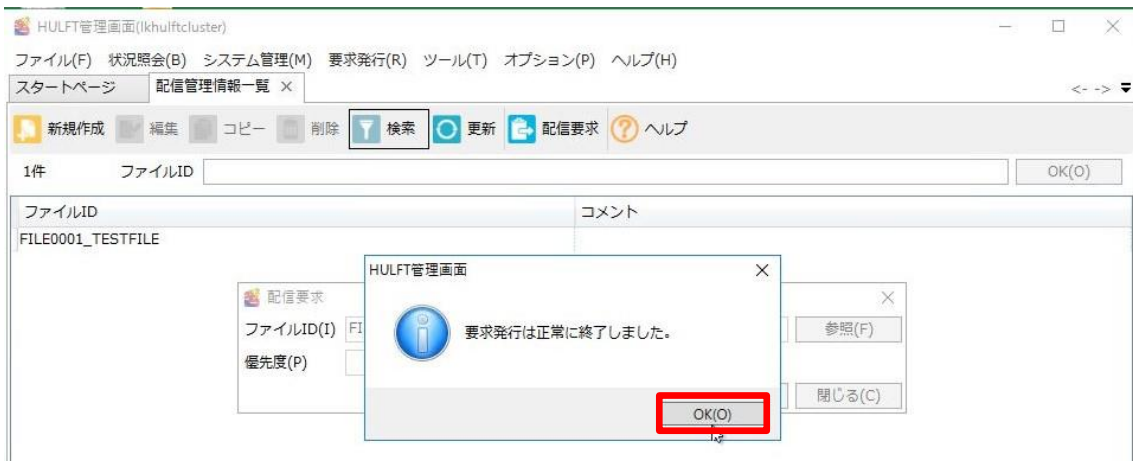 HULFT管理画面(lkhulftcluster)
ファイル(F) 状況照会(B) システム管理(M) 要求発行(R) ツール(T) オプション(P) ヘルプ(H)
スタートページ 配信管理情報一覧 × <- ->
新規作成 編集 コピー 削除 検索 更新 配信要求 ヘルプ
1件 ファイルID OK(O)
ファイルID コメント
FILE0001_TESTFILE
HULFT管理画面
配信要求
ファイルID(I) FI 要求発行は正常に終了しました。 参照(F)
優先度(P)
閉じる(C)
OK(O)